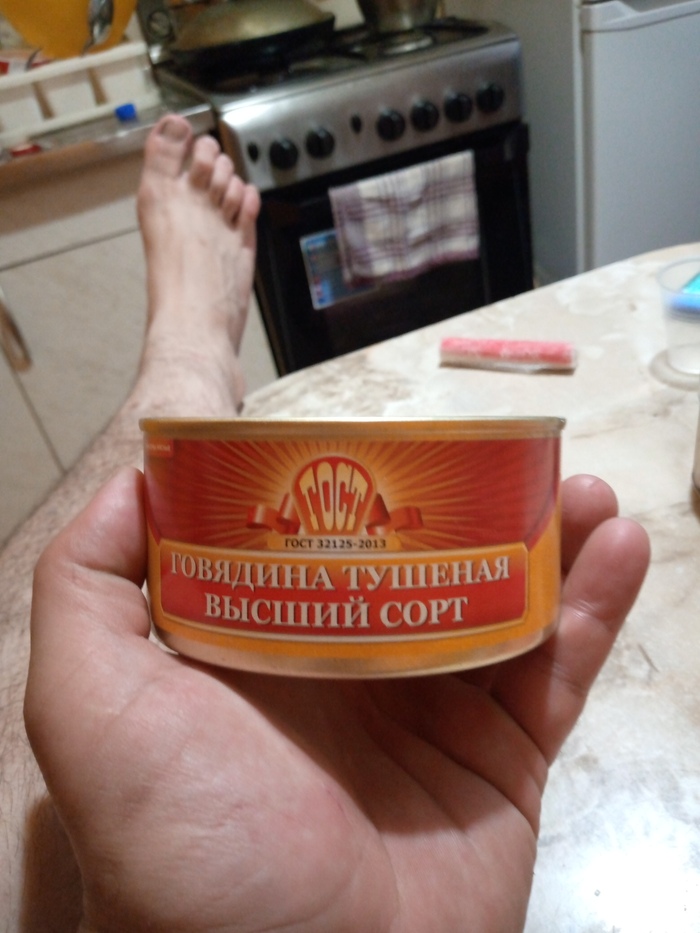 ГОСТ
ГОСТ 32125-2013
ГОВЯДИНА ТУШЕНАЯ
ВЫСШИЙ СОРТ